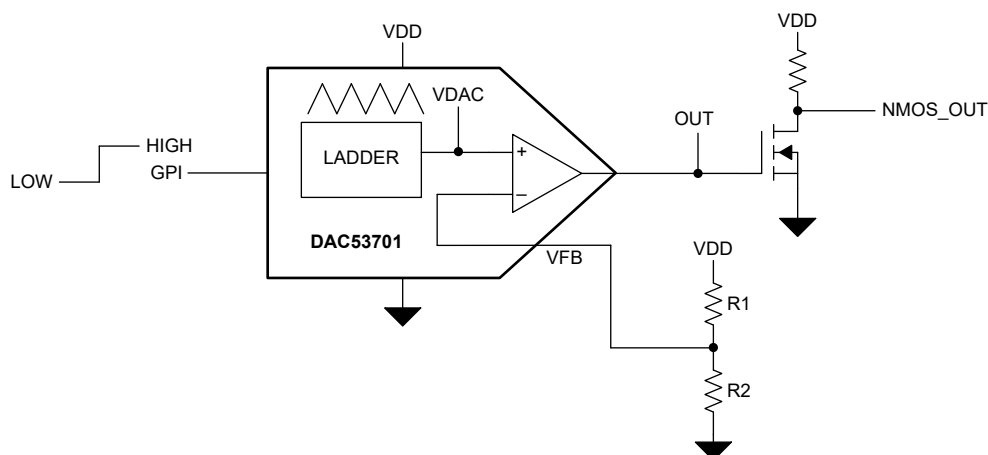 VDD
VDD
VDAC
NMOS_OUT
OUT
HIGH
LADDER
+
GPI
LOW
−
DAC53701
VFB
VDD
R1
R2